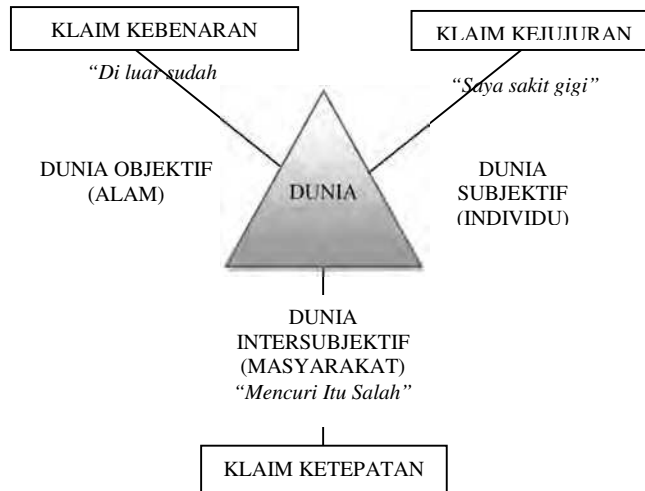 KLAIM KEBENARAN
KLAIM KEJUJURAN
“Di luar sudah
“Saya sakit gigi”
DUNIA OBJEKTIF
(ALAM)
DUNIA
DUNIA
SUBJEKTIF
(INDIVIDU)
DUNIA
INTERSUBJEKTIF
(MASYARAKAT)
“Mencuri Itu Salah”
KLAIM KETEPATAN